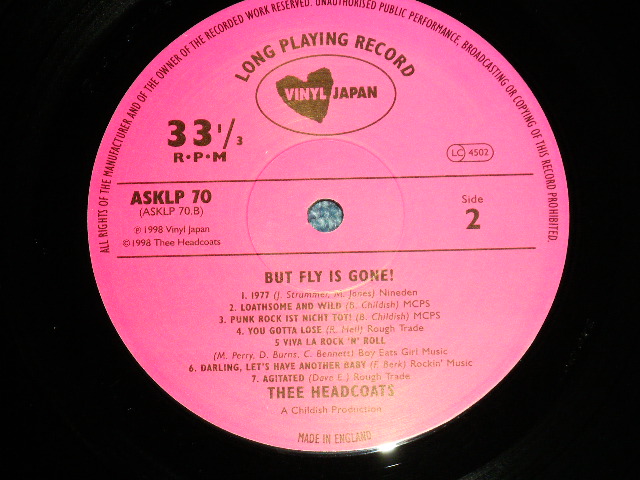 ALL RIGHTS OF THE MANUFACTURER AND OF THE OWNER OF THE RECORDED WORK RESERVED. UNAUTHORISED PUBLIC PERFORMANCE, BROADCASTING OR COPYING OF THIS RECORD PROHIBITED.
LONG PLAYING RECORD
VINYL JAPAN
33 1/3
R•P•M
LC 4502
ASKLP 70
(ASKLP 70.B)
Side
2
℗ 1998 Vinyl Japan
© 1998 Thee Headcoats
BUT FLY IS GONE!
1. 1977 (J. Strummer, M. Jones) Nineden
2. LOATHSOME AND WILD (B. Childish) MCPS
3. PUNK ROCK IST NICHT TOT! (B. Childish) MCPS
4. YOU GOTTA LOSE (R. Hell) Rough Trade
5 VIVA LA ROCK 'N' ROLL
(M. Perry, D. Burns, C. Bennett) Boy Eats Girl Music
6. DARLING, LET'S HAVE ANOTHER BABY (F. Berk) Rockin' Music
7. AGITATED (Dave E.) Rough Trade
THEE HEADCOATS
A Childish Production
MADE IN ENGLAND